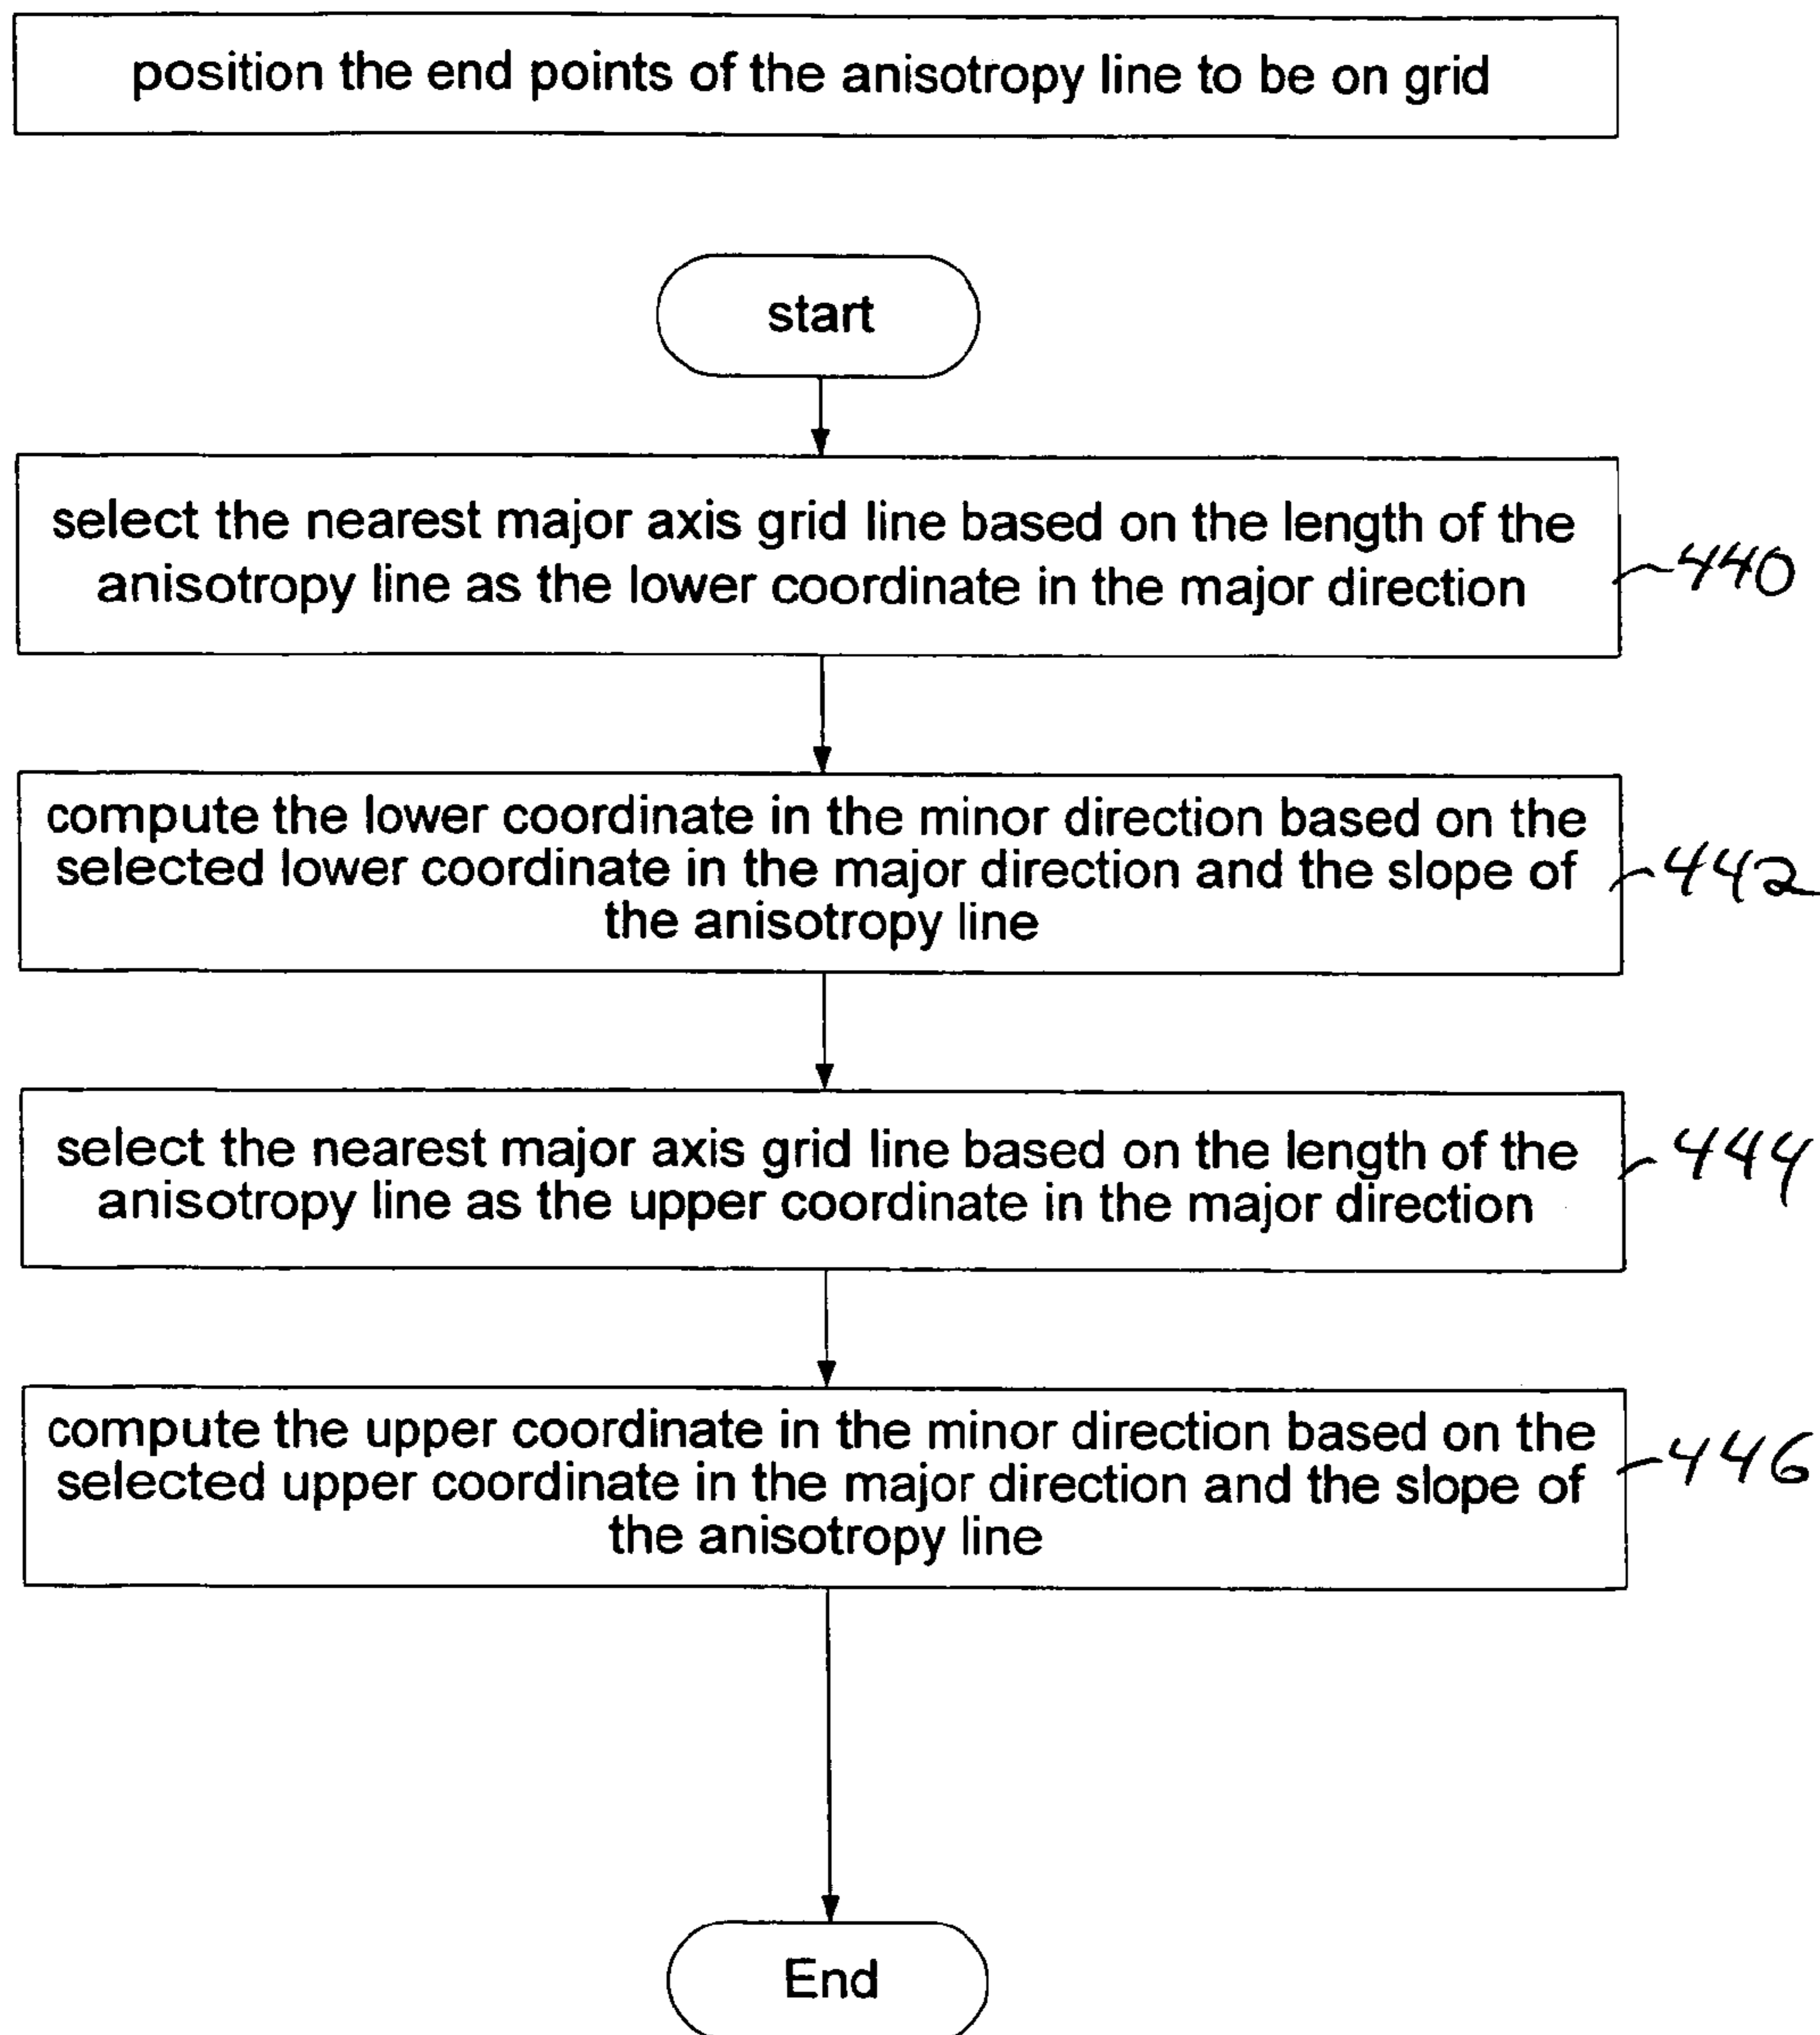 position the end points of the anisotropy line to be on grid
start
select the nearest major axis grid line based on the length of the
anisotropy line as the lower coordinate in the major direction
440
compute the lower coordinate in the minor direction based on the
selected lower coordinate in the major direction and the slope of
the anisotropy line
442
select the nearest major axis grid line based on the length of the
anisotropy line as the upper coordinate in the major direction
444
compute the upper coordinate in the minor direction based on the
selected upper coordinate in the major direction and the slope of
the anisotropy line
446
End